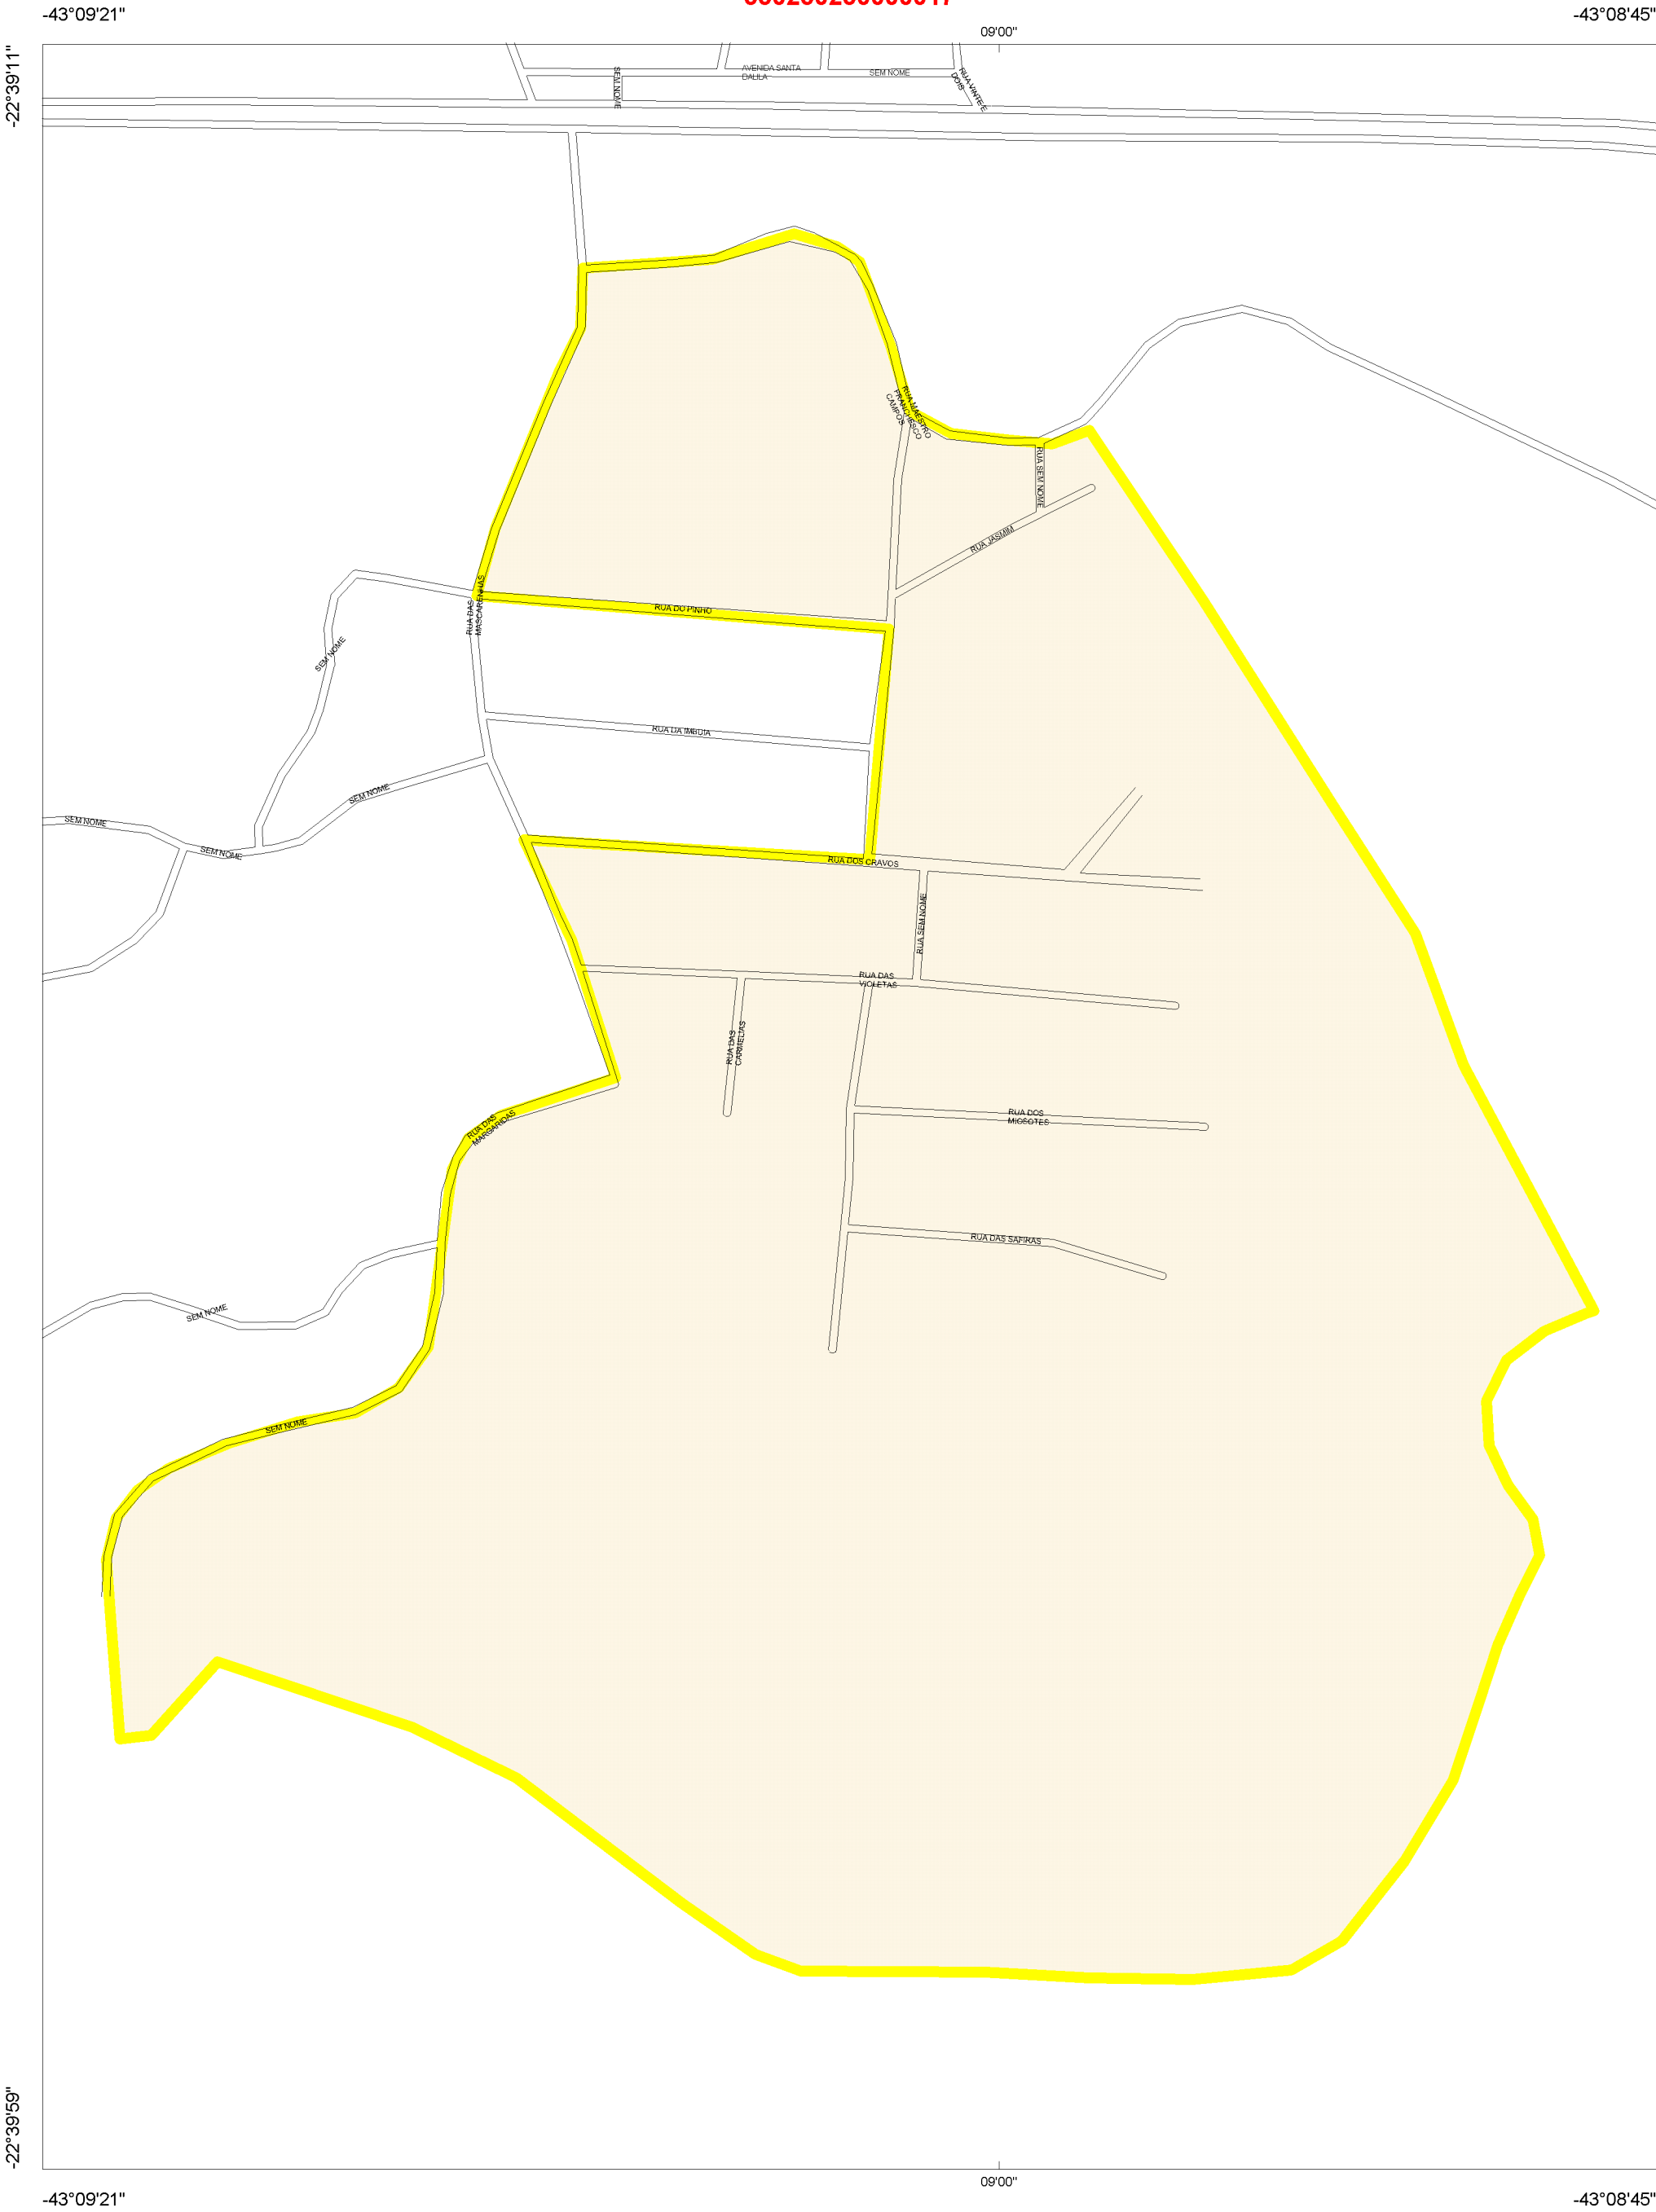 -43°09'21"
-43°08'45"
09'00"
-22°39'11"
AVENIDA SANTA
DALILA
SEM NOME
SEM NOME
RUA VINTE E
DOIS
RUA MAESTRO
FRANCHESCO
CAMPOS
RUA SEM NOME
RUA JASMIM
RUA DAS
MASCARENHAS
RUA DO PINHO
SEM NOME
RUA DA IMBUIA
SEM NOME
SEM NOME
SEM NOME
RUA DOS CRAVOS
RUA SEM NOME
RUA DAS
VIOLETAS
RUA DAS
CARMELIAS
RUA DAS
MARGARIDAS
RUA DOS
MIOSOTES
RUA DAS SAFIRAS
SEM NOME
SEM NOME
-22°39'59"
09'00"
-43°09'21"
-43°08'45"